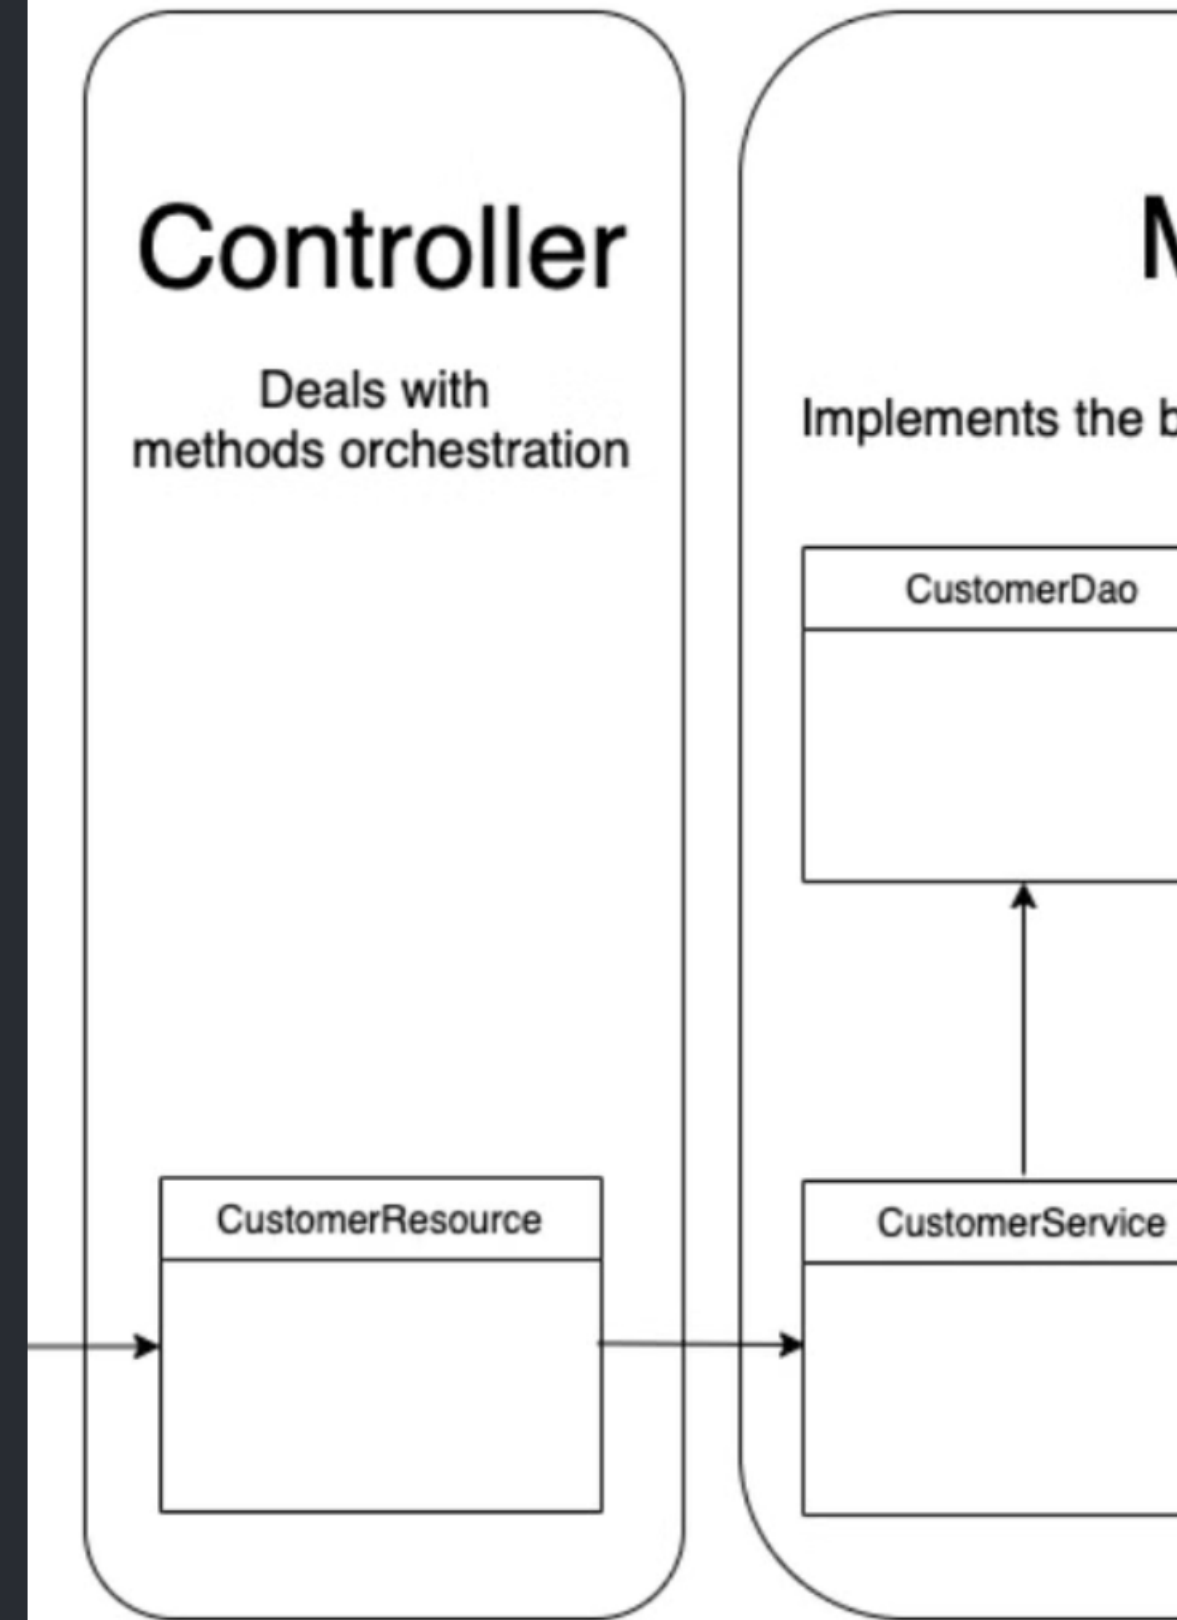 Controller
Deals with
methods orchestration
CustomerResource
M
Implements the b
CustomerDao
CustomerService